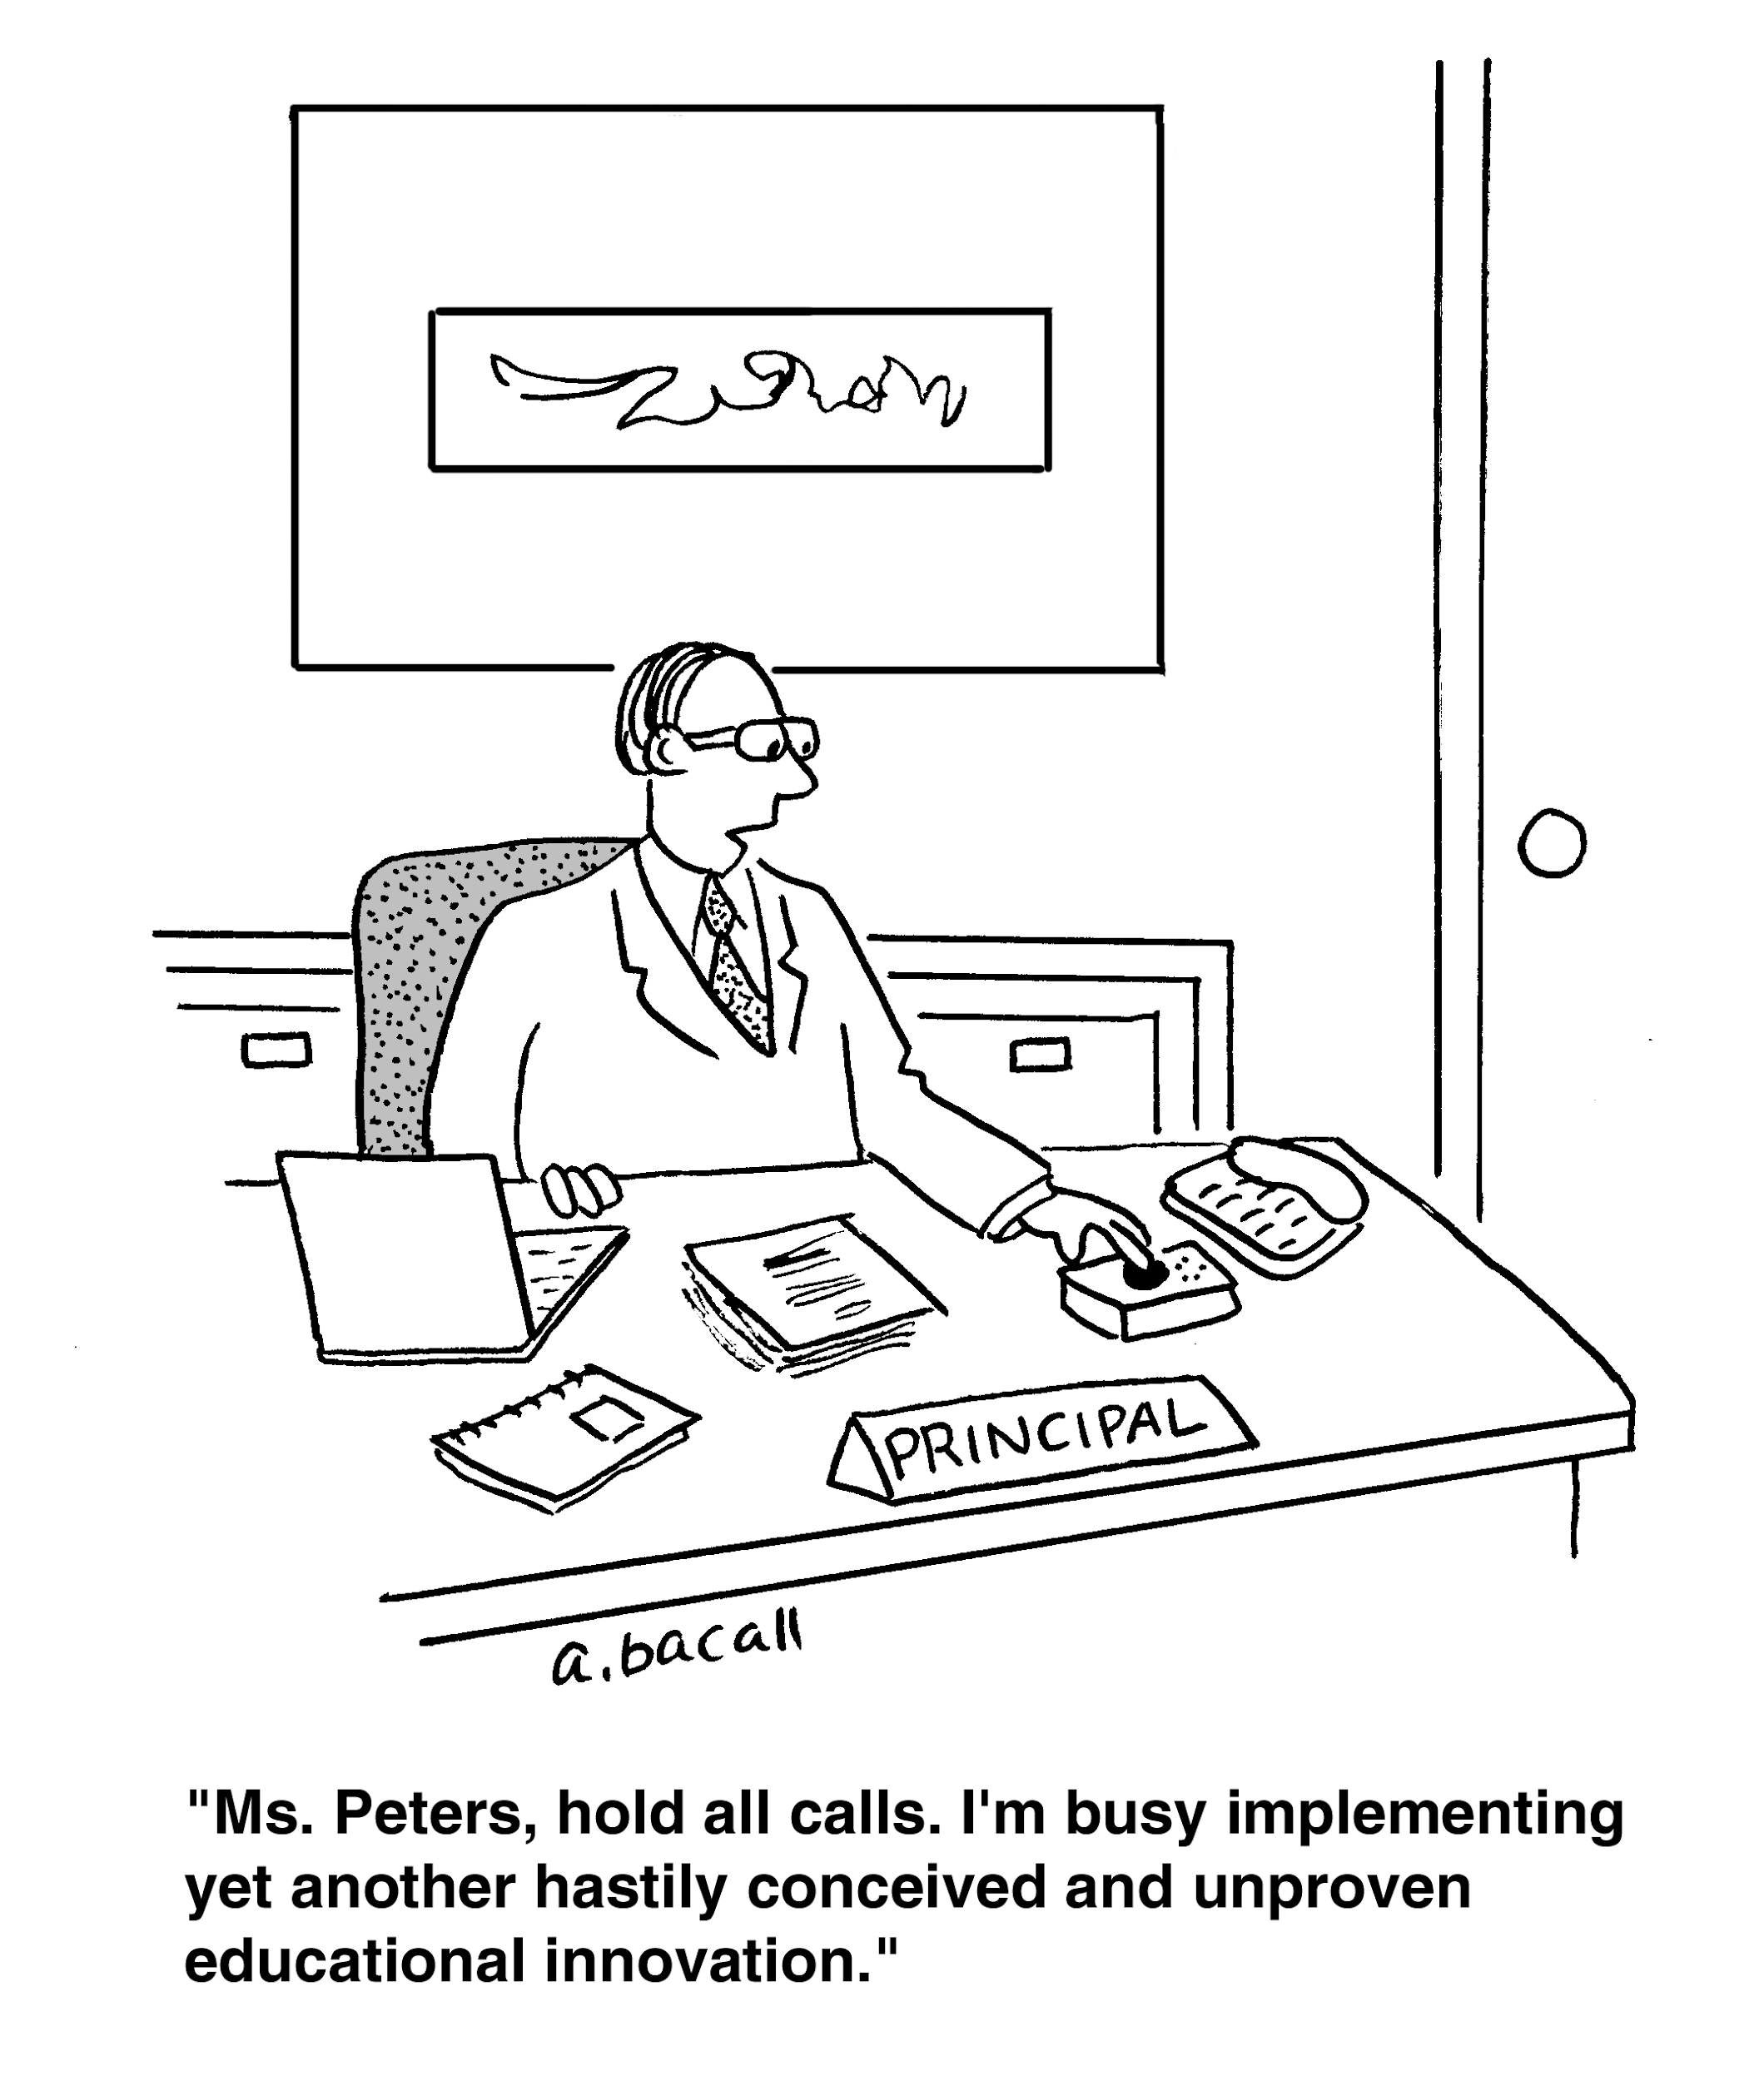 PRINCIPAL
a.bacall
"Ms. Peters, hold all calls. I'm busy implementing
yet another hastily conceived and unproven
educational innovation."